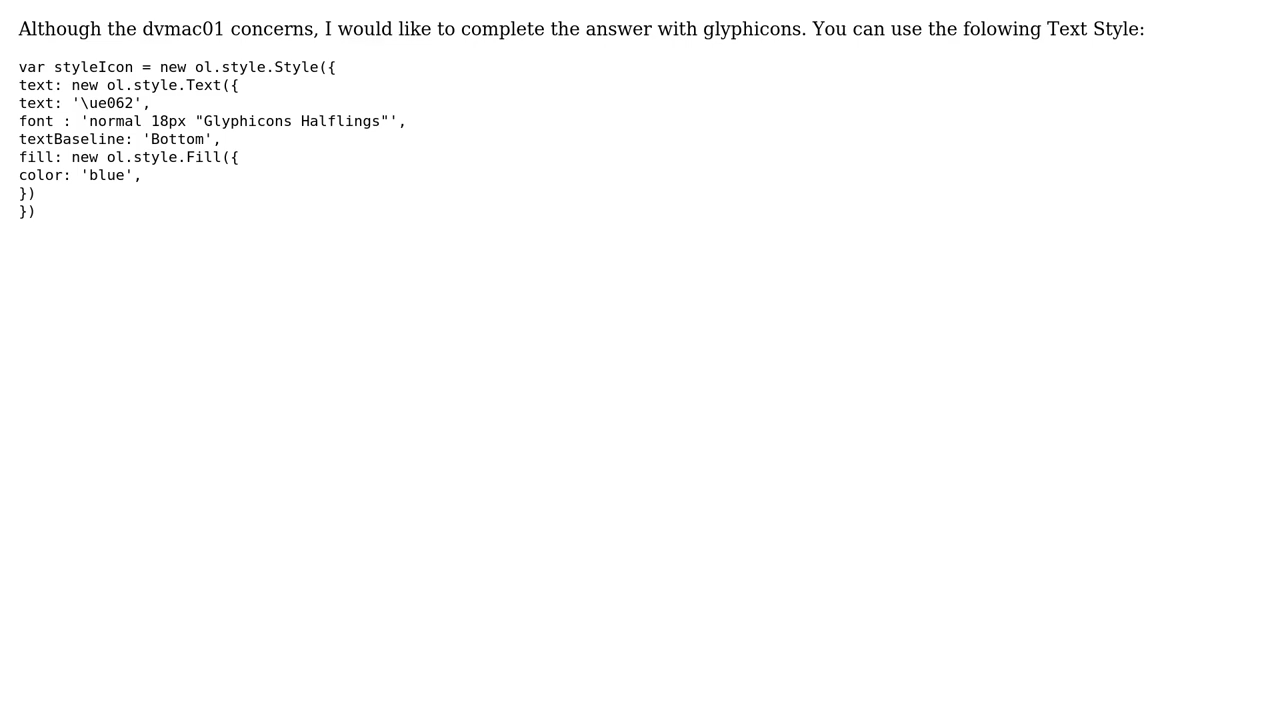 Although the dvmac01 concerns, I would like to complete the answer with glyphicons. You can use the folowing Text Style:
var styleIcon = new ol.style.Style({
text: new ol.style.Text({
text: '\ue062',
font : 'normal 18px "Glyphicons Halflings"',
textBaseline: 'Bottom',
fill: new ol.style.Fill({
color: 'blue',
})
})